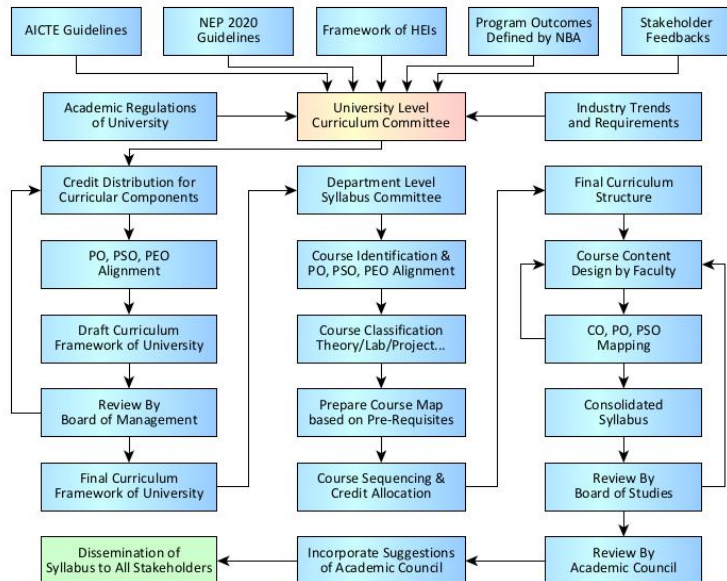 AICTE Guidelines
NEP 2020
Guidelines
Framework of HEIs
Program Outcomes
Defined by NBA
Stakeholder
Feedbacks
Academic Regulations
of University
University Level
Curriculum Committee
Industry Trends
and Requirements
Credit Distribution for
Curricular Components
Department Level
Syllabus Committee
Final Curriculum
Structure
PO, PSO, PEO
Alignment
Course Identification &
PO, PSO, PEO Alignment
Course Content
Design by Faculty
Draft Curriculum
Framework of University
Course Classification
Theory/Lab/Project...
CO, PO, PSO
Mapping
Review By
Board of Management
Prepare Course Map
based on Pre-Requisites
Consolidated
Syllabus
Final Curriculum
Framework of University
Course Sequencing &
Credit Allocation
Review By
Board of Studies
Dissemination of
Syllabus to All Stakeholders
Incorporate Suggestions
of Academic Council
Review By
Academic Council